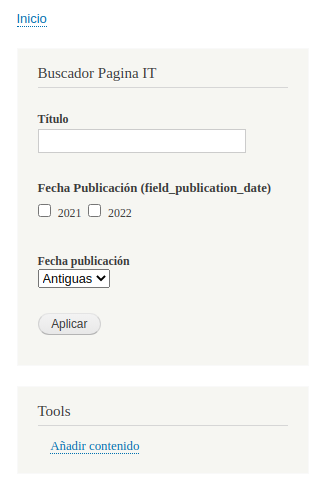 Inicio
Buscador Pagina IT
Título
Fecha Publicación (field_publication_date)
2021 2022
Fecha publicación
Antiguas
Aplicar
Tools
Añadir contenido